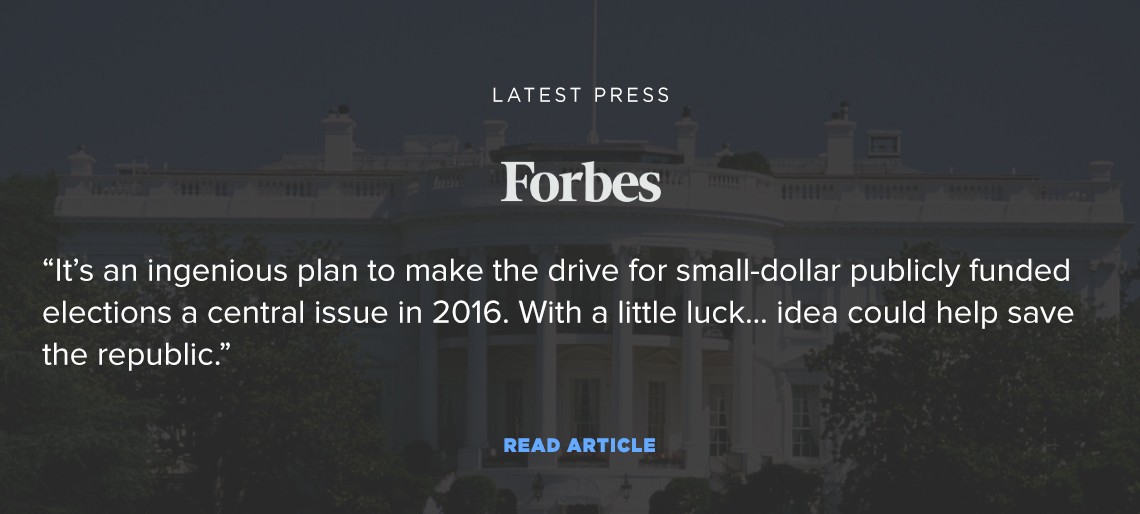 LATEST PRESS
Forbes
“It’s an ingenious plan to make the drive for small-dollar publicly funded
elections a central issue in 2016. With a little luck... idea could help save
the republic.”
READ ARTICLE